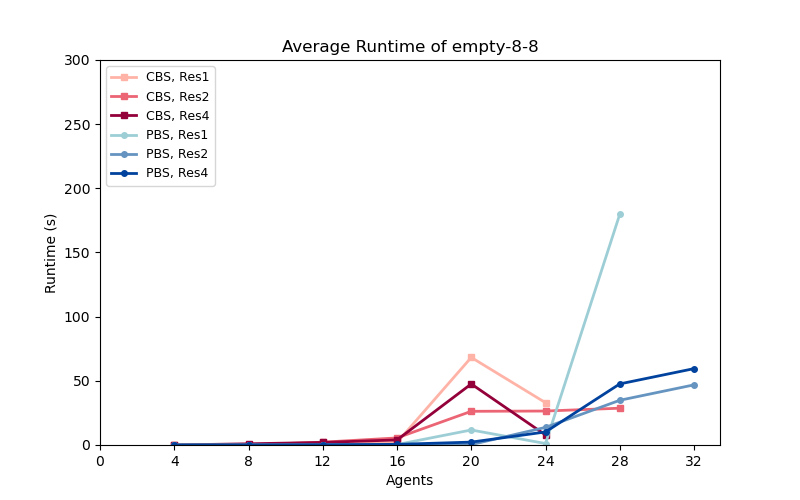 Average Runtime of empty-8-8
300
250
200
150
100
50
0
Runtime (s)
CBS, Res1
CBS, Res2
CBS, Res4
PBS, Res1
PBS, Res2
PBS, Res4
0 4 8 12 16 20 24 28 32
Agents